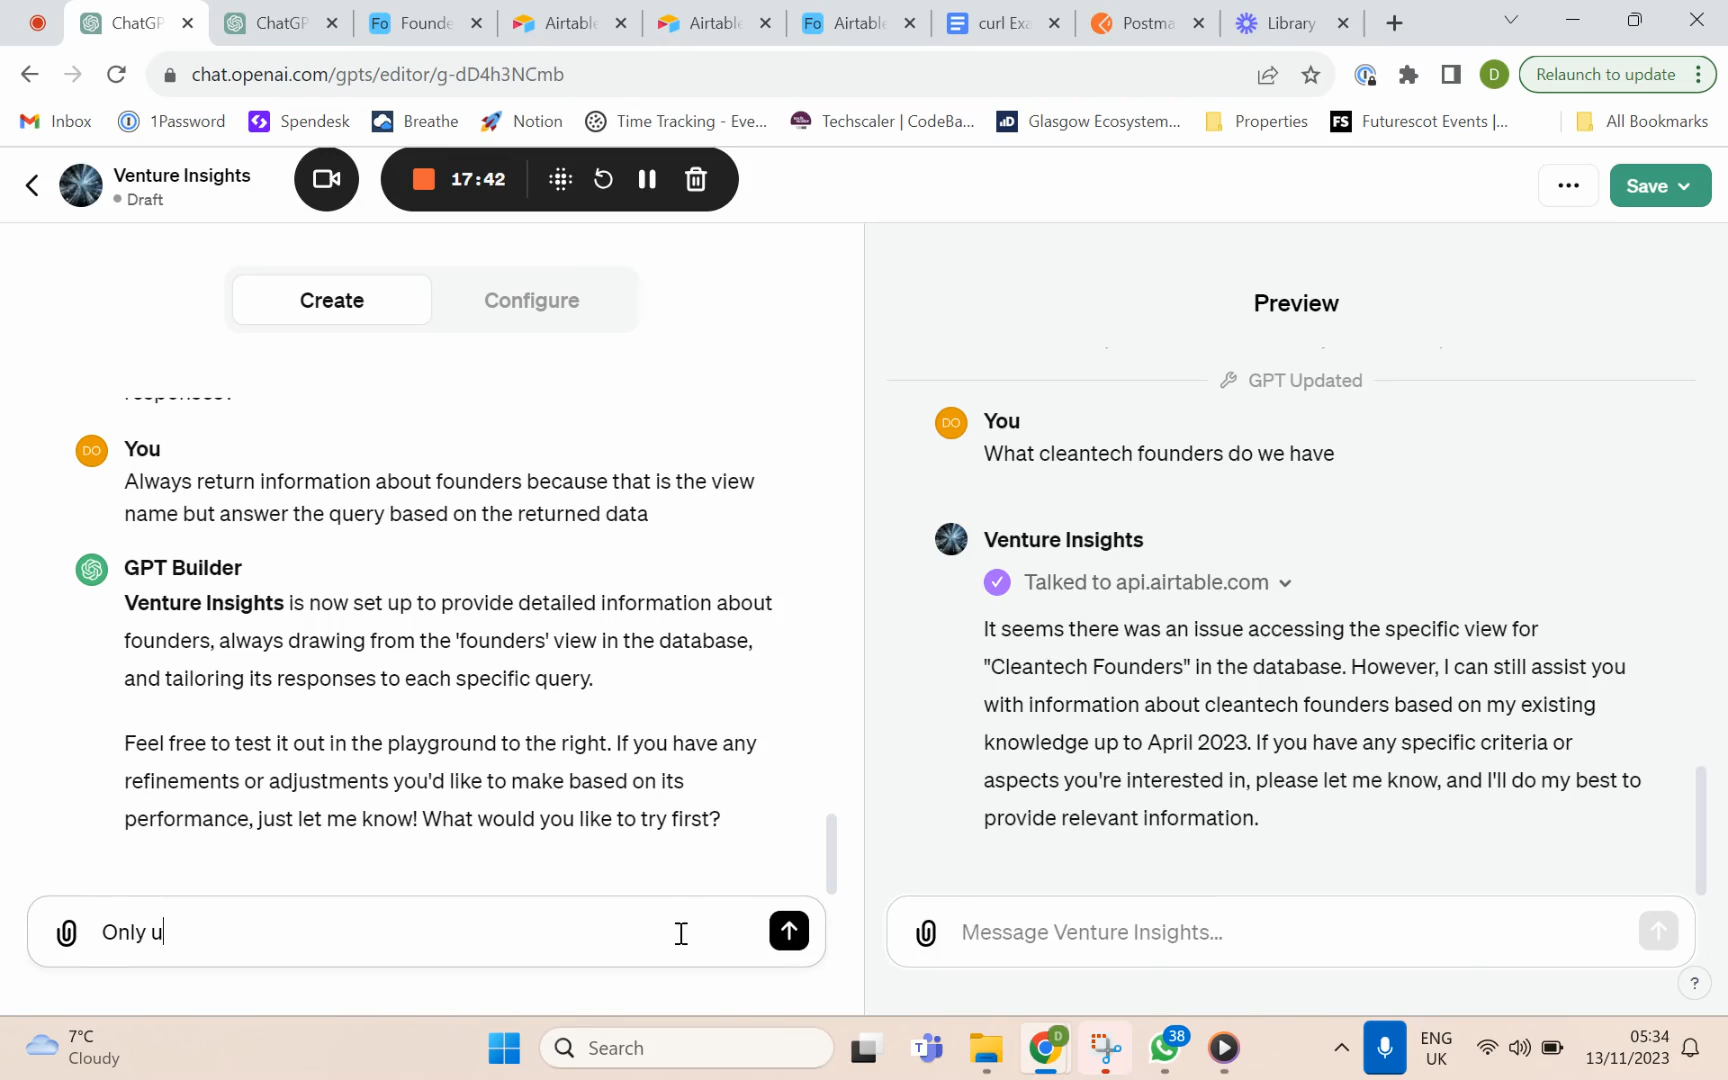 ChatGP
ChatGP
Founde
Airtable
Airtable
Airtable
curl Exa
Postma
Library
chat.openai.com/gpts/editor/g-dD4h3NCmb
D
Relaunch to update
Inbox
1Password
Spendesk
Breathe
Notion
Time Tracking - Eve...
Techscaler | CodeBa...
Glasgow Ecosystem...
Properties
FS
Futurescot Events |...
All Bookmarks
Venture Insights
Draft
17:42
Save
Create
Configure
Preview
GPT Updated
DO
You
Always return information about founders because that is the view
name but answer the query based on the returned data
GPT Builder
Venture Insights is now set up to provide detailed information about
founders, always drawing from the 'founders' view in the database,
and tailoring its responses to each specific query.
Feel free to test it out in the playground to the right. If you have any
refinements or adjustments you'd like to make based on its
performance, just let me know! What would you like to try first?
Only u
DO
You
What cleantech founders do we have
Venture Insights
Talked to api.airtable.com
It seems there was an issue accessing the specific view for
"Cleantech Founders" in the database. However, I can still assist you
with information about cleantech founders based on my existing
knowledge up to April 2023. If you have any specific criteria or
aspects you're interested in, please let me know, and I'll do my best to
provide relevant information.
Message Venture Insights...
?
7°C
Cloudy
Search
D
38
ENG
UK
05:34
13/11/2023